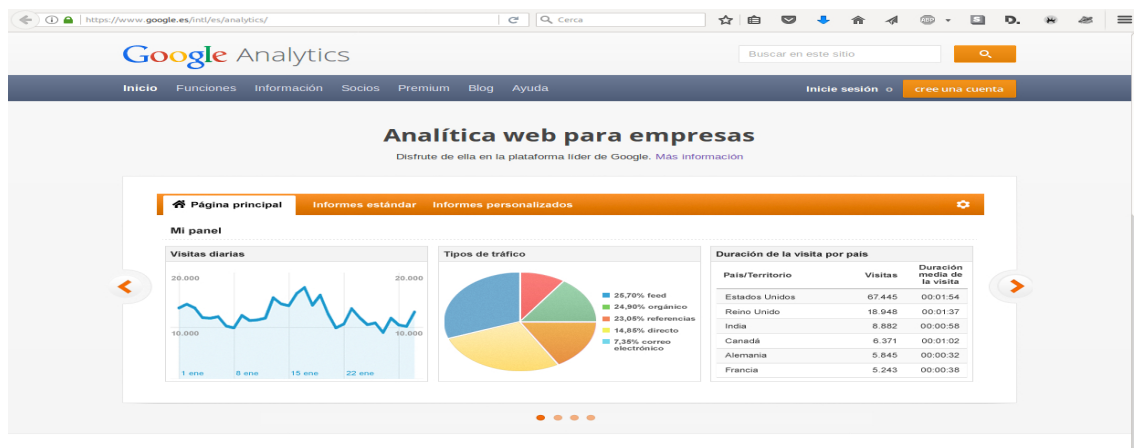 https://www.google.es/intl/es/analytics/
Cerca
Google Analytics
Buscar en este sitio
Inicio Funciones Información Socios Premium Blog Ayuda
Inicie sesión o cree una cuenta
Analítica web para empresas
Disfrute de ella en la plataforma líder de Google. Más información
Página principal Informes estándar Informes personalizados
Mi panel
Visitas diarias
20.000 20.000
10.000 10.000
1 ene 8 ene 15 ene 22 ene
Tipos de tráfico
25,70% feed
24,90% orgánico
23,05% referencias
14,85% directo
7,35% correo
electrónico
Duración de la visita por país
País/Territorio Visitas Duración
media de
la visita
Estados Unidos 67.445 00:01:54
Reino Unido 18.948 00:01:37
India 8.882 00:00:58
Canadá 6.371 00:01:02
Alemania 5.845 00:00:32
Francia 5.243 00:00:38